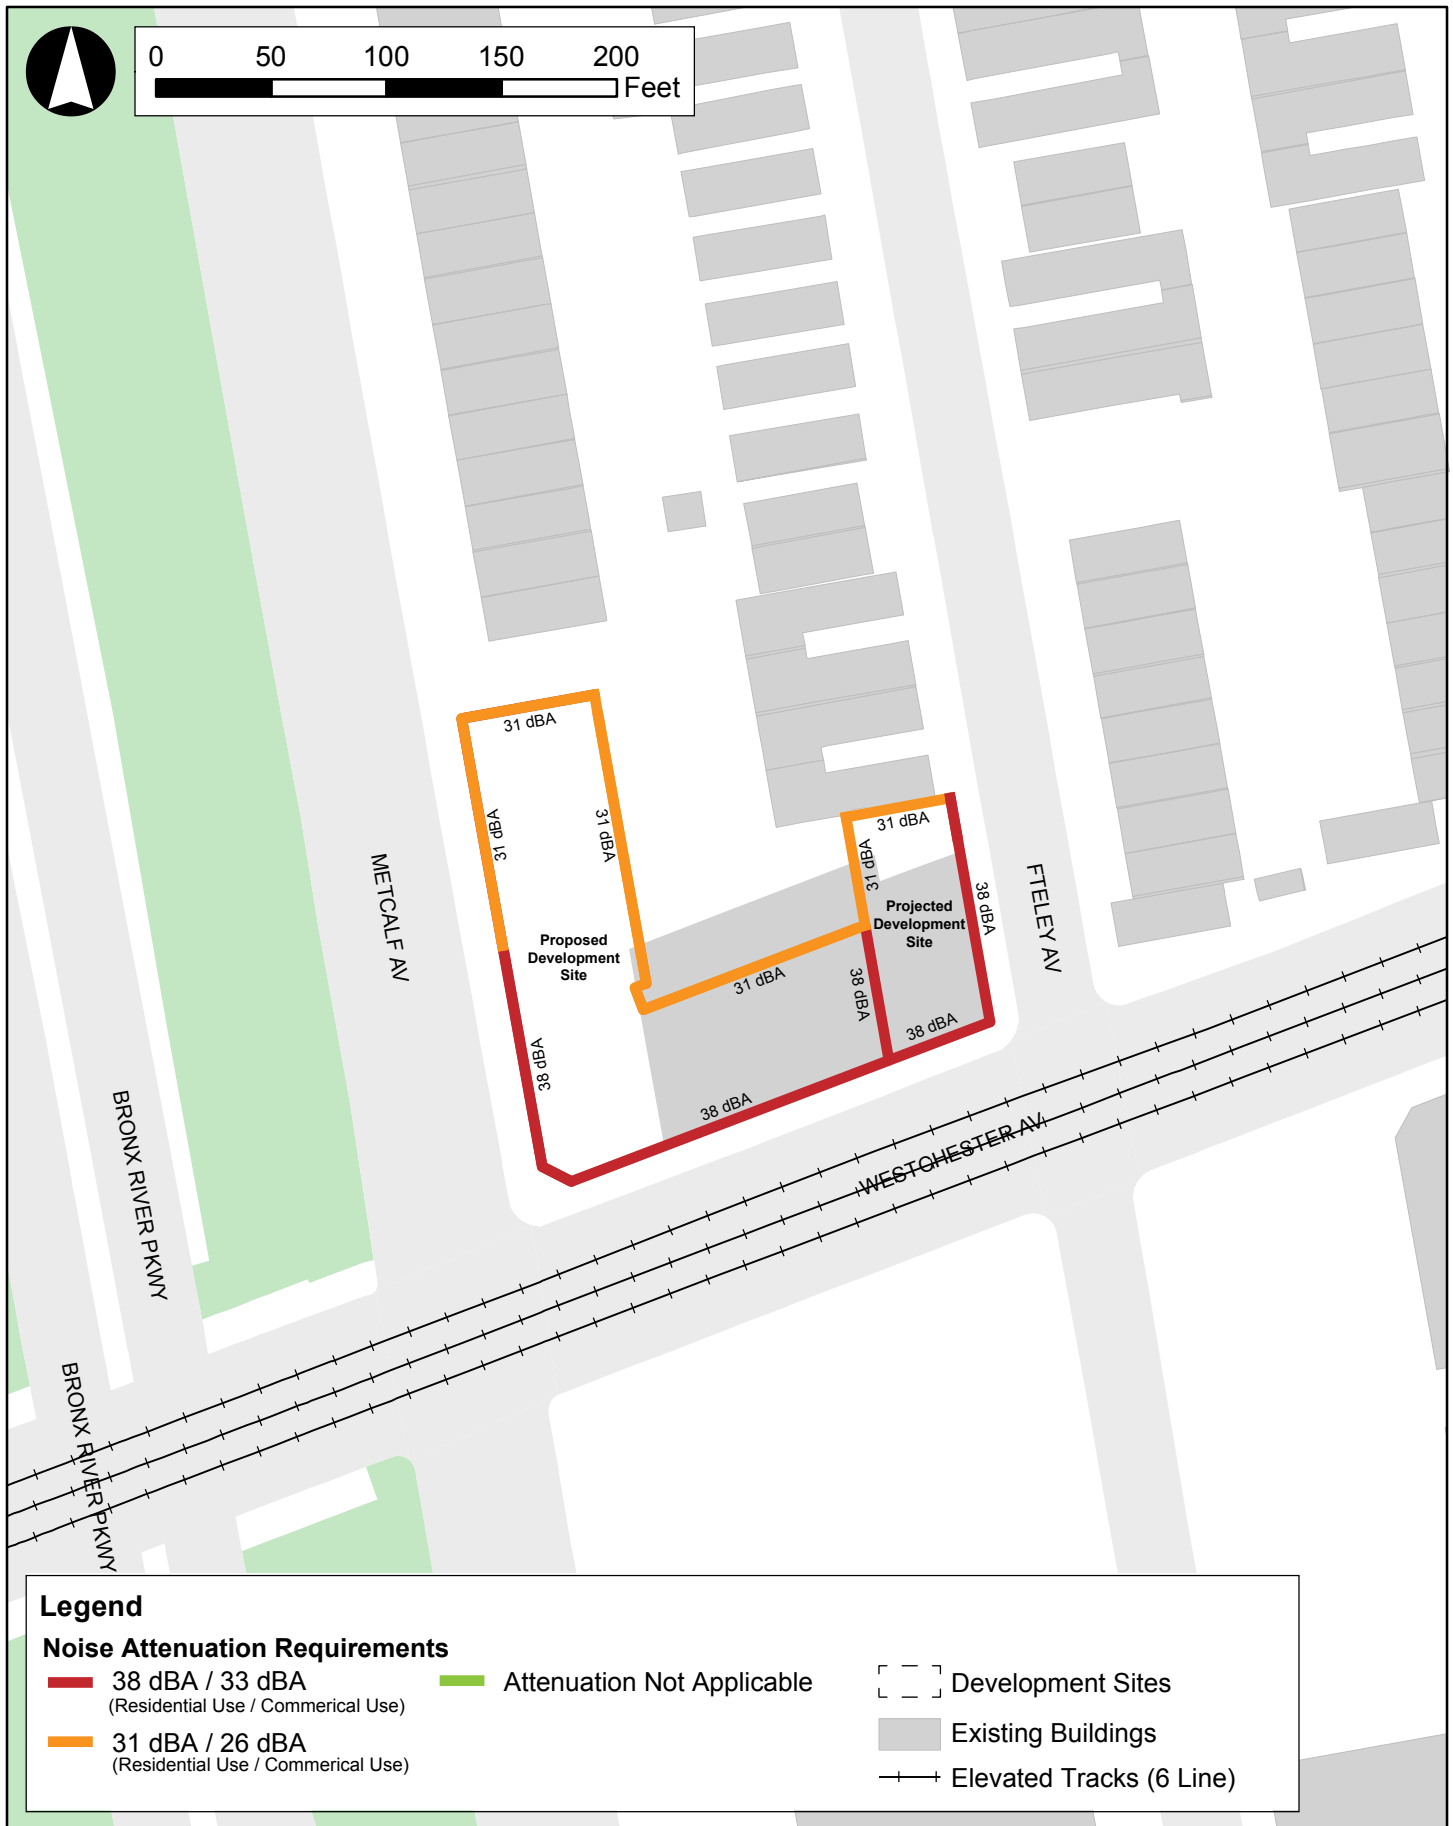 0 50 100 150 200
Feet
31 dBA
31 dBA
31 dBA
31 dBA
31 dBA
38 dBA
METCALF AV
FTELEY AV
Projected
Development
Site
Proposed
Development
Site
31 dBA
38 dBA
38 dBA
38 dBA
38 dBA
BRONX RIVER PKWY
WESTCHESTER AV
BRONX RIVER PKWY
Legend
Noise Attenuation Requirements
38 dBA / 33 dBA
(Residential Use / Commerical Use)
31 dBA / 26 dBA
(Residential Use / Commerical Use)
Attenuation Not Applicable
Development Sites
Existing Buildings
Elevated Tracks (6 Line)